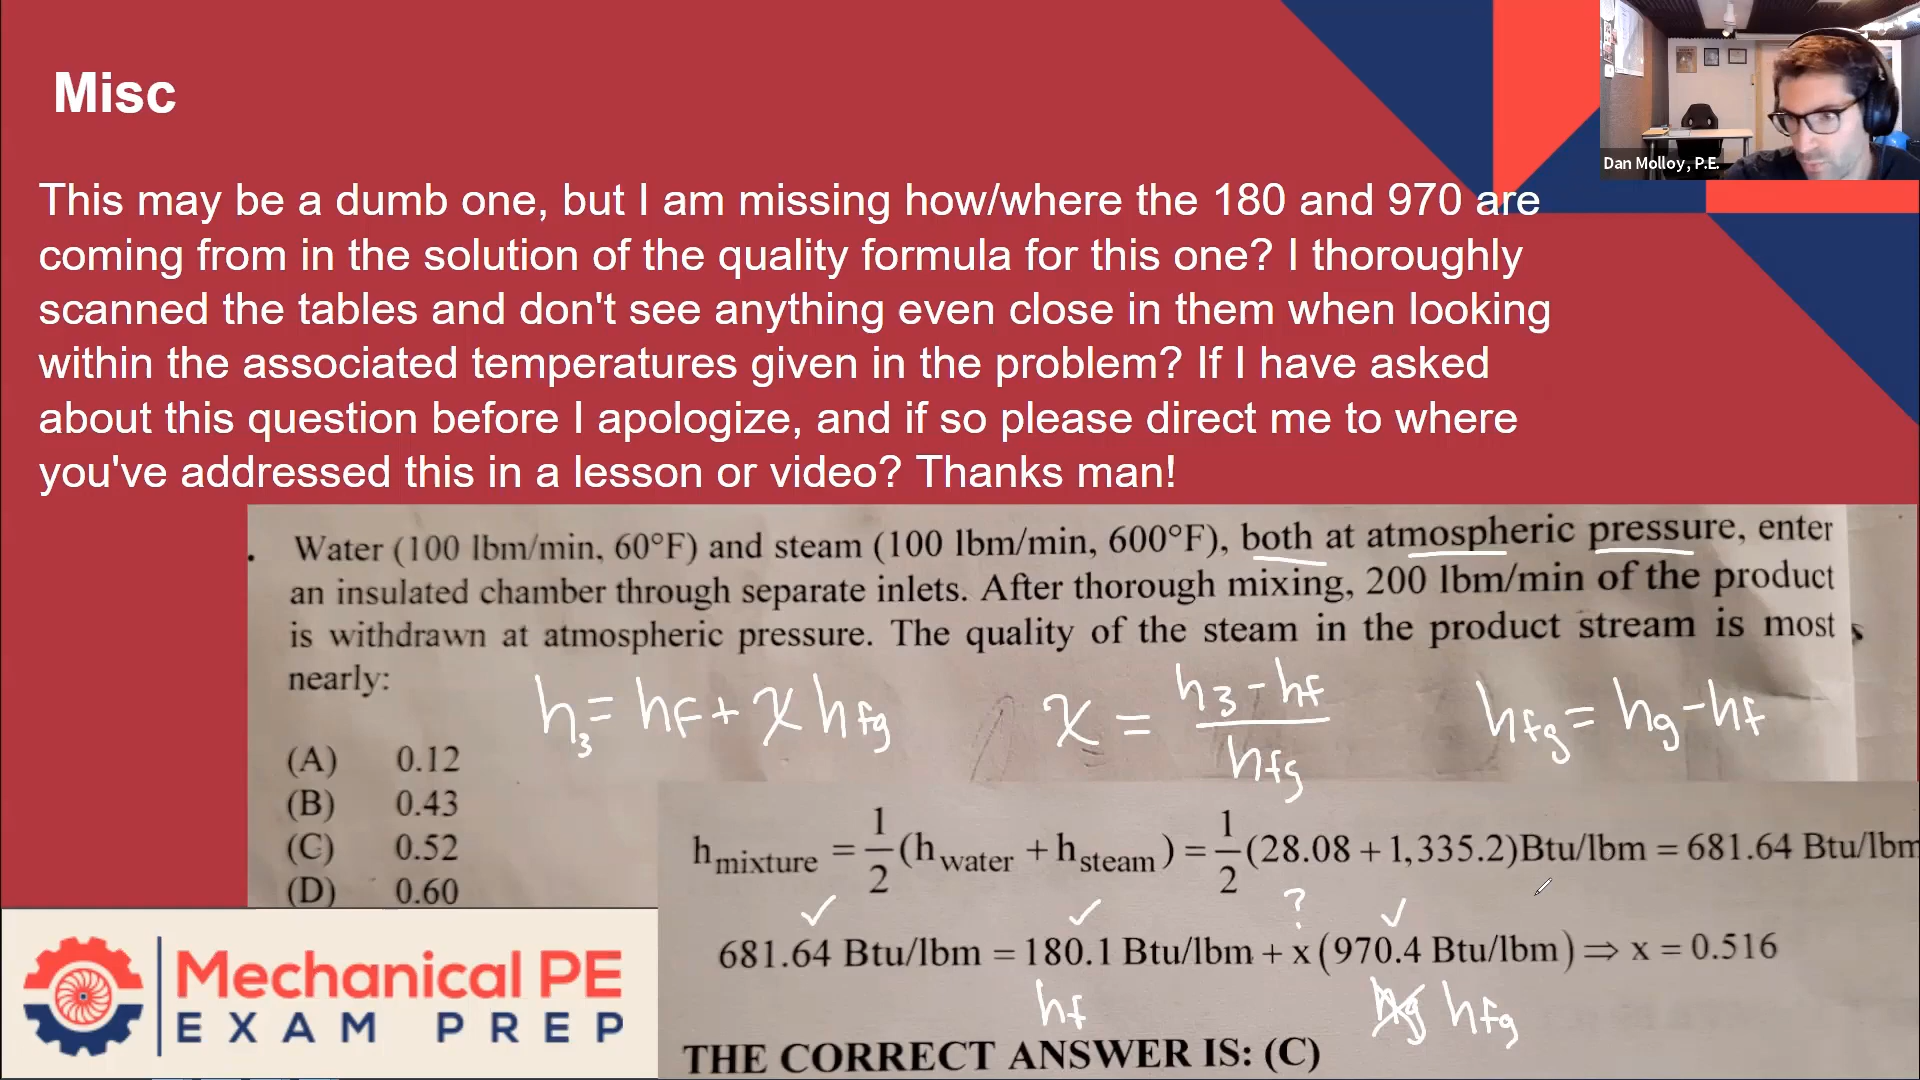 Misc
Dan Molloy, P.E.
This may be a dumb one, but I am missing how/where the 180 and 970 are
coming from in the solution of the quality formula for this one? I thoroughly
scanned the tables and don't see anything even close in them when looking
within the associated temperatures given in the problem? If I have asked
about this question before I apologize, and if so please direct me to where
you've addressed this in a lesson or video? Thanks man!
Water (100 lbm/min, 60°F) and steam (100 lbm/min, 600°F), both at atmospheric pressure, enter
an insulated chamber through separate inlets. After thorough mixing, 200 lbm/min of the product
is withdrawn at atmospheric pressure. The quality of the steam in the product stream is most
nearly:
h₃ = hf + x hfg
x = (h₃ - hf) / hfg
hfg = hg - hf
(A) 0.12
(B) 0.43
(C) 0.52
(D) 0.60
h mixture = 1/2 (h water + h steam) = 1/2 (28.08 + 1,335.2) Btu/lbm = 681.64 Btu/lbm
✓ ✓ ? ✓
681.64 Btu/lbm = 180.1 Btu/lbm + x (970.4 Btu/lbm) ⇒ x = 0.516
hf hg hfg
THE CORRECT ANSWER IS: (C)
Mechanical PE
EXAM PREP